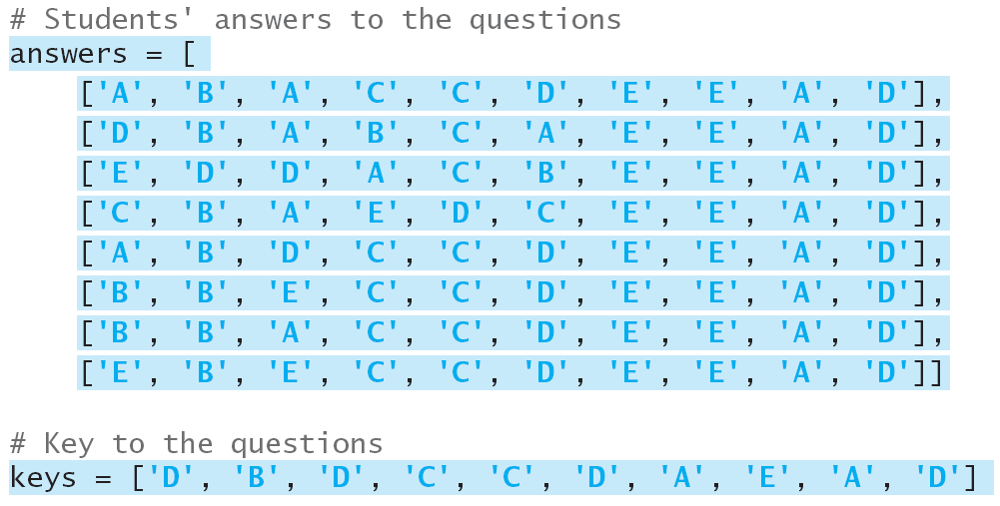 # Students' answers to the questions
answers = [
['A', 'B', 'A', 'C', 'C', 'D', 'E', 'E', 'A', 'D'],
['D', 'B', 'A', 'B', 'C', 'A', 'E', 'E', 'A', 'D'],
['E', 'D', 'D', 'A', 'C', 'B', 'E', 'E', 'A', 'D'],
['C', 'B', 'A', 'E', 'D', 'C', 'E', 'E', 'A', 'D'],
['A', 'B', 'D', 'C', 'C', 'D', 'E', 'E', 'A', 'D'],
['B', 'B', 'E', 'C', 'C', 'D', 'E', 'E', 'A', 'D'],
['B', 'B', 'A', 'C', 'C', 'D', 'E', 'E', 'A', 'D'],
['E', 'B', 'E', 'C', 'C', 'D', 'E', 'E', 'A', 'D']]
# Key to the questions
keys = ['D', 'B', 'D', 'C', 'C', 'D', 'A', 'E', 'A', 'D']